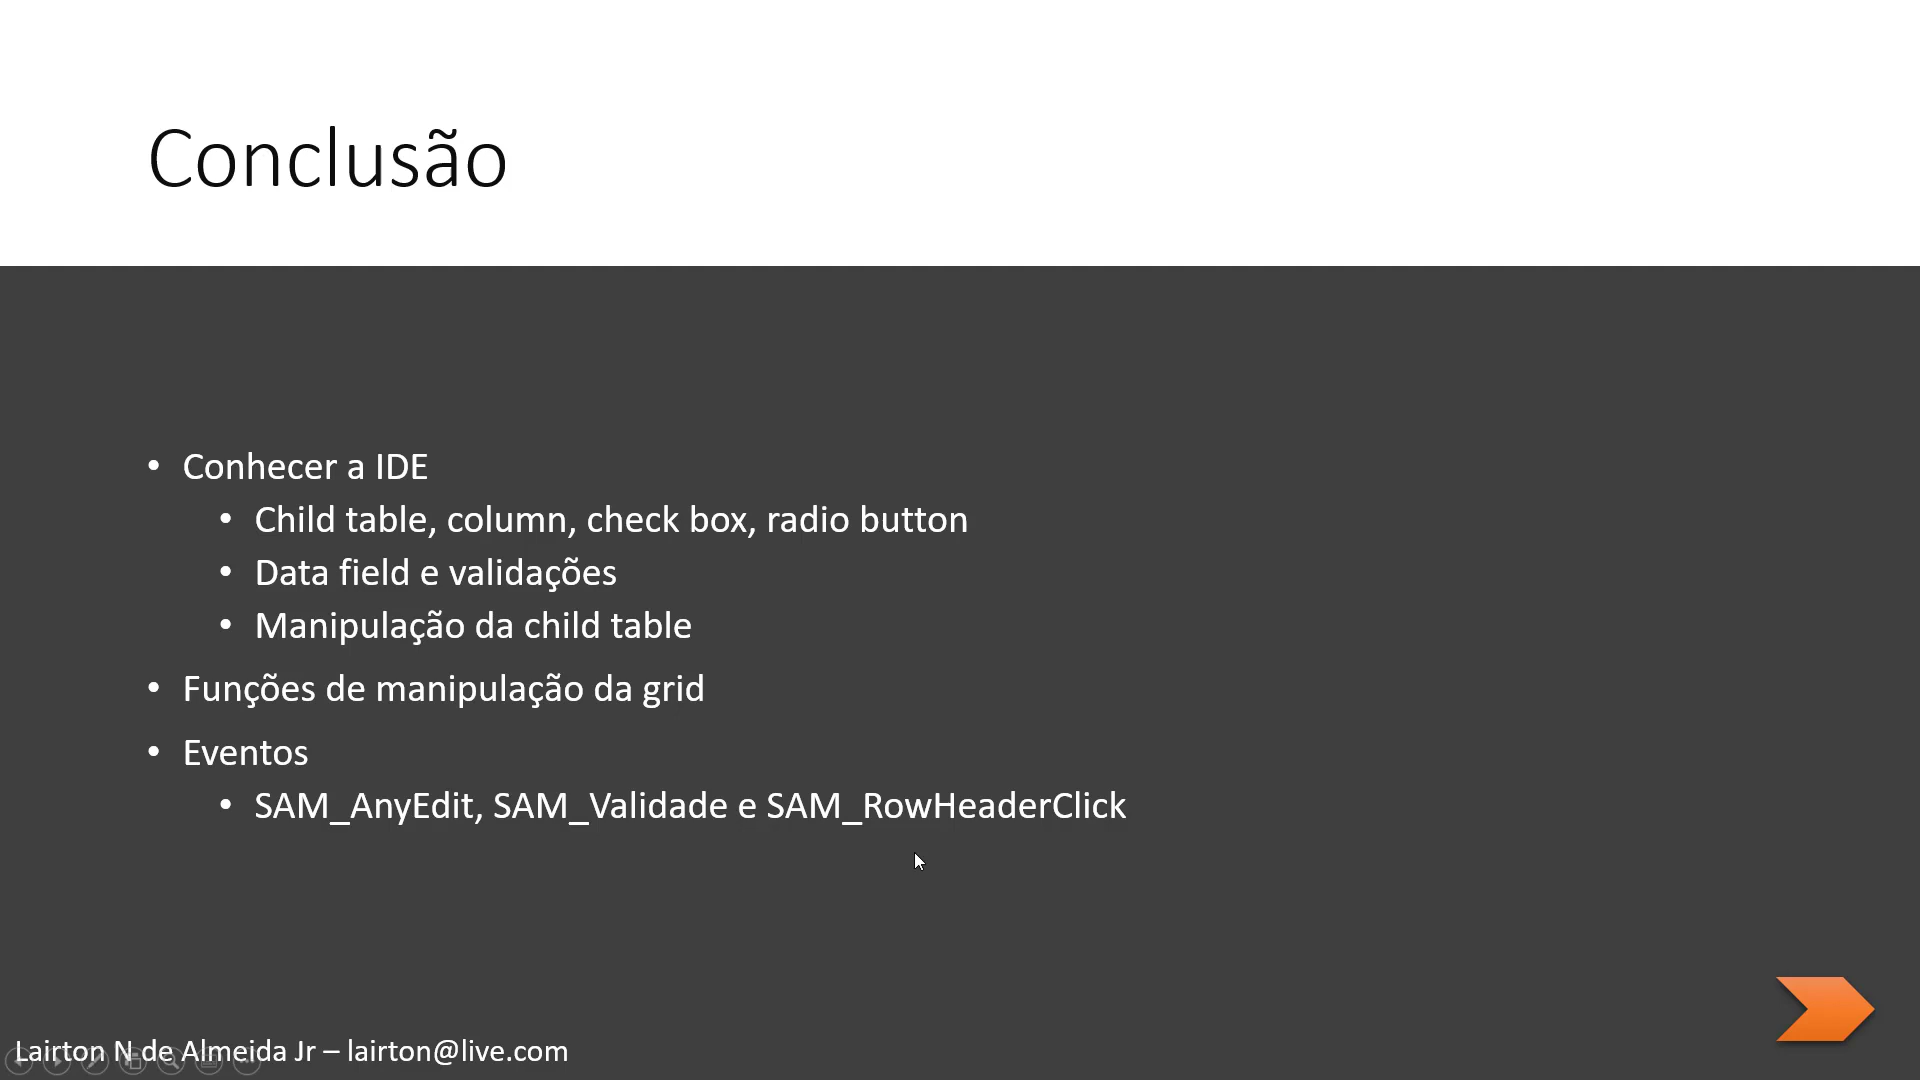 Conclusão
• Conhecer a IDE
• Child table, column, check box, radio button
• Data field e validações
• Manipulação da child table
• Funções de manipulação da grid
• Eventos
• SAM_AnyEdit, SAM_Validade e SAM_RowHeaderClick
Lairton N de Almeida Jr – lairton@live.com